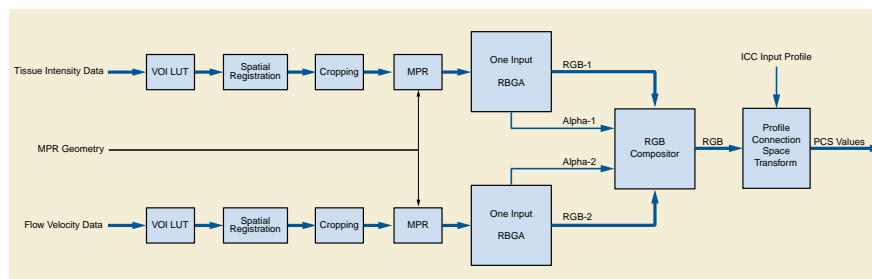 Tissue Intensity Data
VOI LUT
Spatial
Registration
Cropping
MPR
One Input
RBGA
RGB-1
Alpha-1
ICC Input Profile
MPR Geometry
RGB
Compositor
RGB
Profile
Connection
Space
Transform
PCS Values
Alpha-2
Flow Velocity Data
VOI LUT
Spatial
Registration
Cropping
MPR
One Input
RBGA
RGB-2